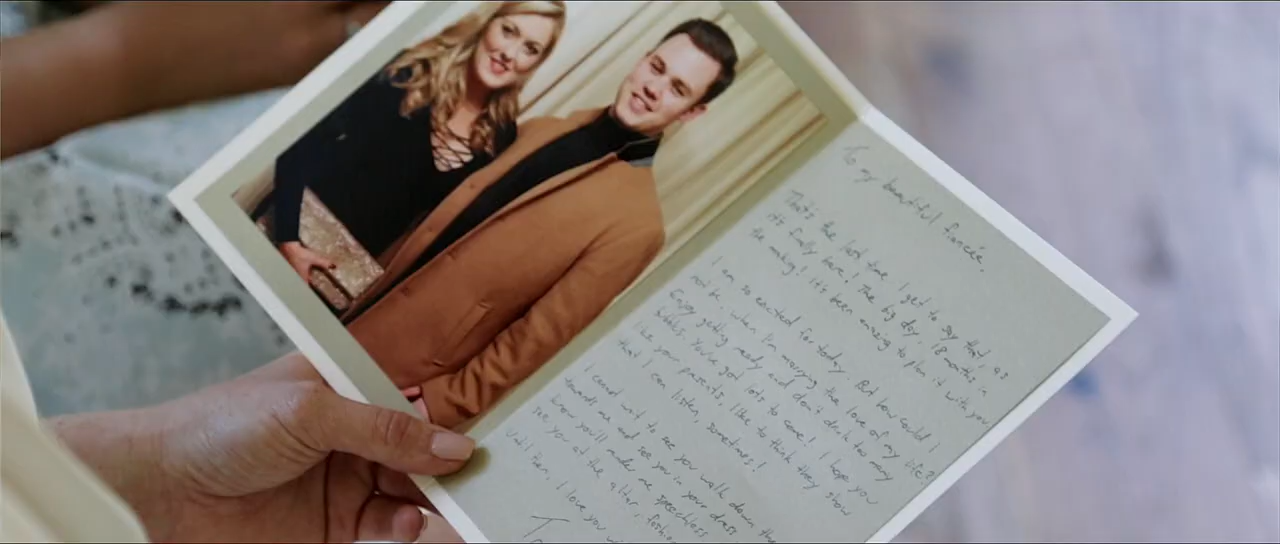 To my beautiful fiancée.
That's the last time I get to say that, as
it's finally here! The big day, 18 months in
the making! It's been amazing to plan it with you
I am so excited for today. But how could I
not be, when I'm marrying the love of my life?
Enjoy getting ready and don't drink too many
bubbles. You've got lots to come! I hope you
like your presents, I like to think they show
that I can listen, sometimes!
I cannot wait to see you walk down the
towards me and see you in your dress
know you'll make me speechless
see you at the altar,
Until then, I love you